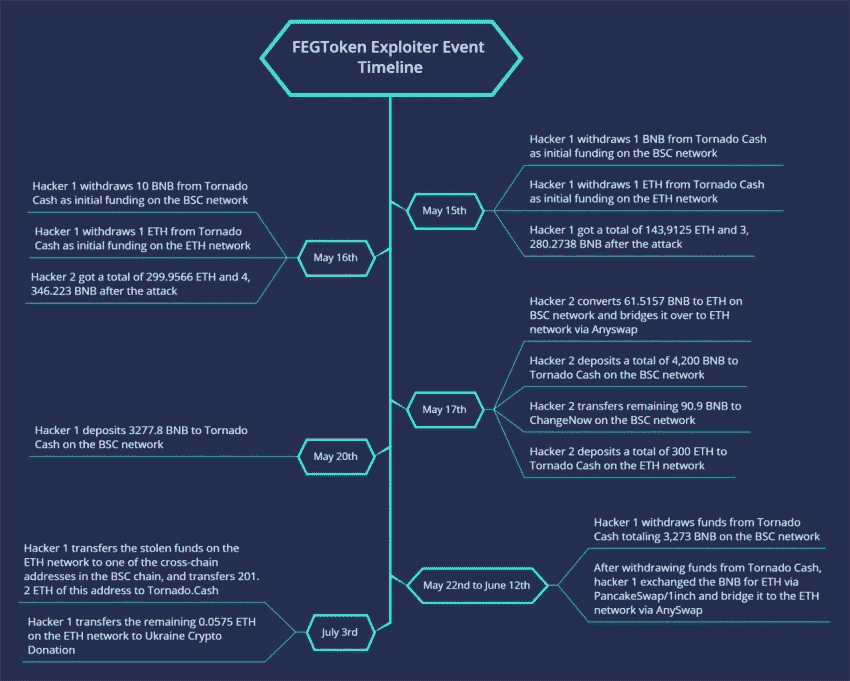 FEGToken Exploiter Event
Timeline
Hacker 1 withdraws 1 BNB from Tornado Cash
as initial funding on the BSC network
Hacker 1 withdraws 1 ETH from Tornado Cash
as initial funding on the ETH network
Hacker 1 got a total of 143,9125 ETH and 3,
280.2738 BNB after the attack
May 15th
Hacker 1 withdraws 10 BNB from Tornado
Cash as initial funding on the BSC network
Hacker 1 withdraws 1 ETH from Tornado
Cash as initial funding on the ETH network
Hacker 2 got a total of 299.9566 ETH and 4,
346.223 BNB after the attack
May 16th
Hacker 2 converts 61.5157 BNB to ETH on
BSC network and bridges it over to ETH
network via Anyswap
Hacker 2 deposits a total of 4,200 BNB to
Tornado Cash on the BSC network
Hacker 2 transfers remaining 90.9 BNB to
ChangeNow on the BSC network
Hacker 2 deposits a total of 300 ETH to
Tornado Cash on the ETH network
May 17th
Hacker 1 deposits 3277.8 BNB to Tornado
Cash on the BSC network
May 20th
Hacker 1 withdraws funds from Tornado
Cash totaling 3,273 BNB on the BSC network
After withdrawing funds from Tornado Cash,
hacker 1 exchanged the BNB for ETH via
PancakeSwap/1inch and bridge it to the ETH
network via AnySwap
May 22nd to June 12th
Hacker 1 transfers the stolen funds on the
ETH network to one of the cross-chain
addresses in the BSC chain, and transfers 201.
2 ETH of this address to Tornado.Cash
Hacker 1 transfers the remaining 0.0575 ETH
on the ETH network to Ukraine Crypto
Donation
July 3rd